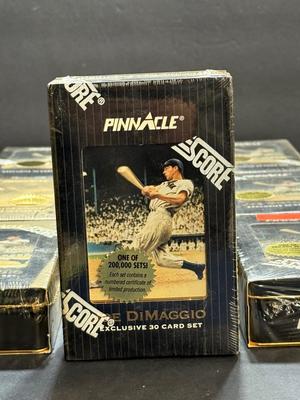 SCORE®
PINNACLE®
SCORE
ONE OF
200,000 SETS!
Each set contains a
numbered certificate of
limited production.
E DIMAGGIO
SCORE®
EXCLUSIVE 30 CARD SET